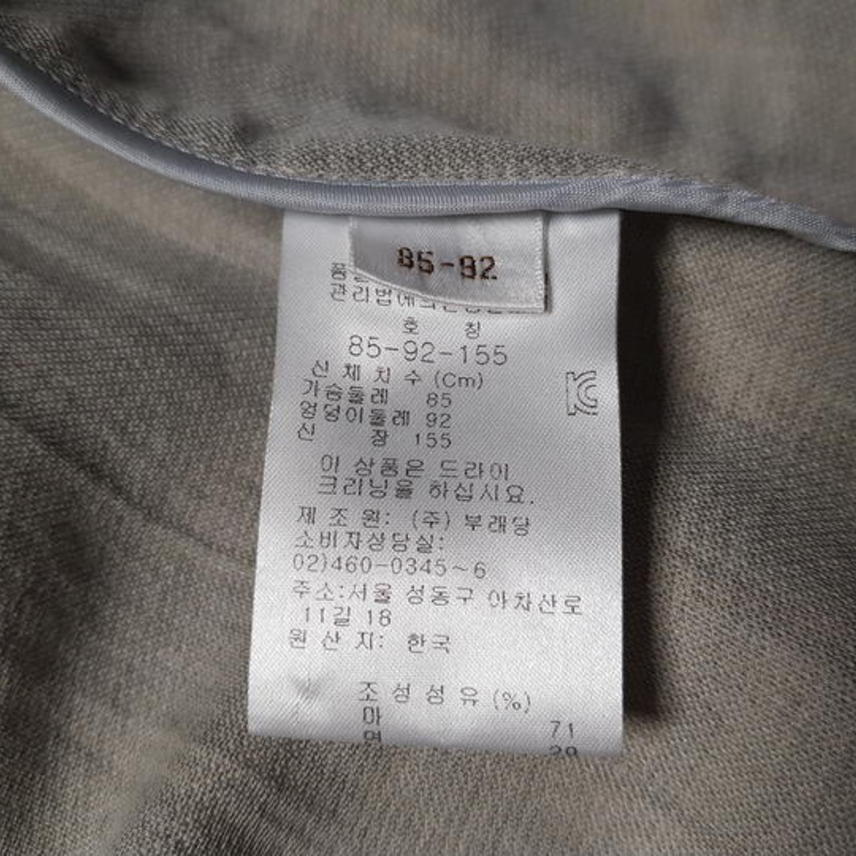 85-92
호 칭
85-92-155
신 체 치 수 (Cm)
가슴둘레 85
엉덩이둘레 92
신 장 155
이 상품은 드라이
크리닝을 하십시요.
제 조 원: (주) 부래당
소비자상담실:
02)460-0345~6
주소:서울 성동구 아차산로
11길 18
원 산 지: 한국
조 성 섬 유 (%)
마 71
면 29